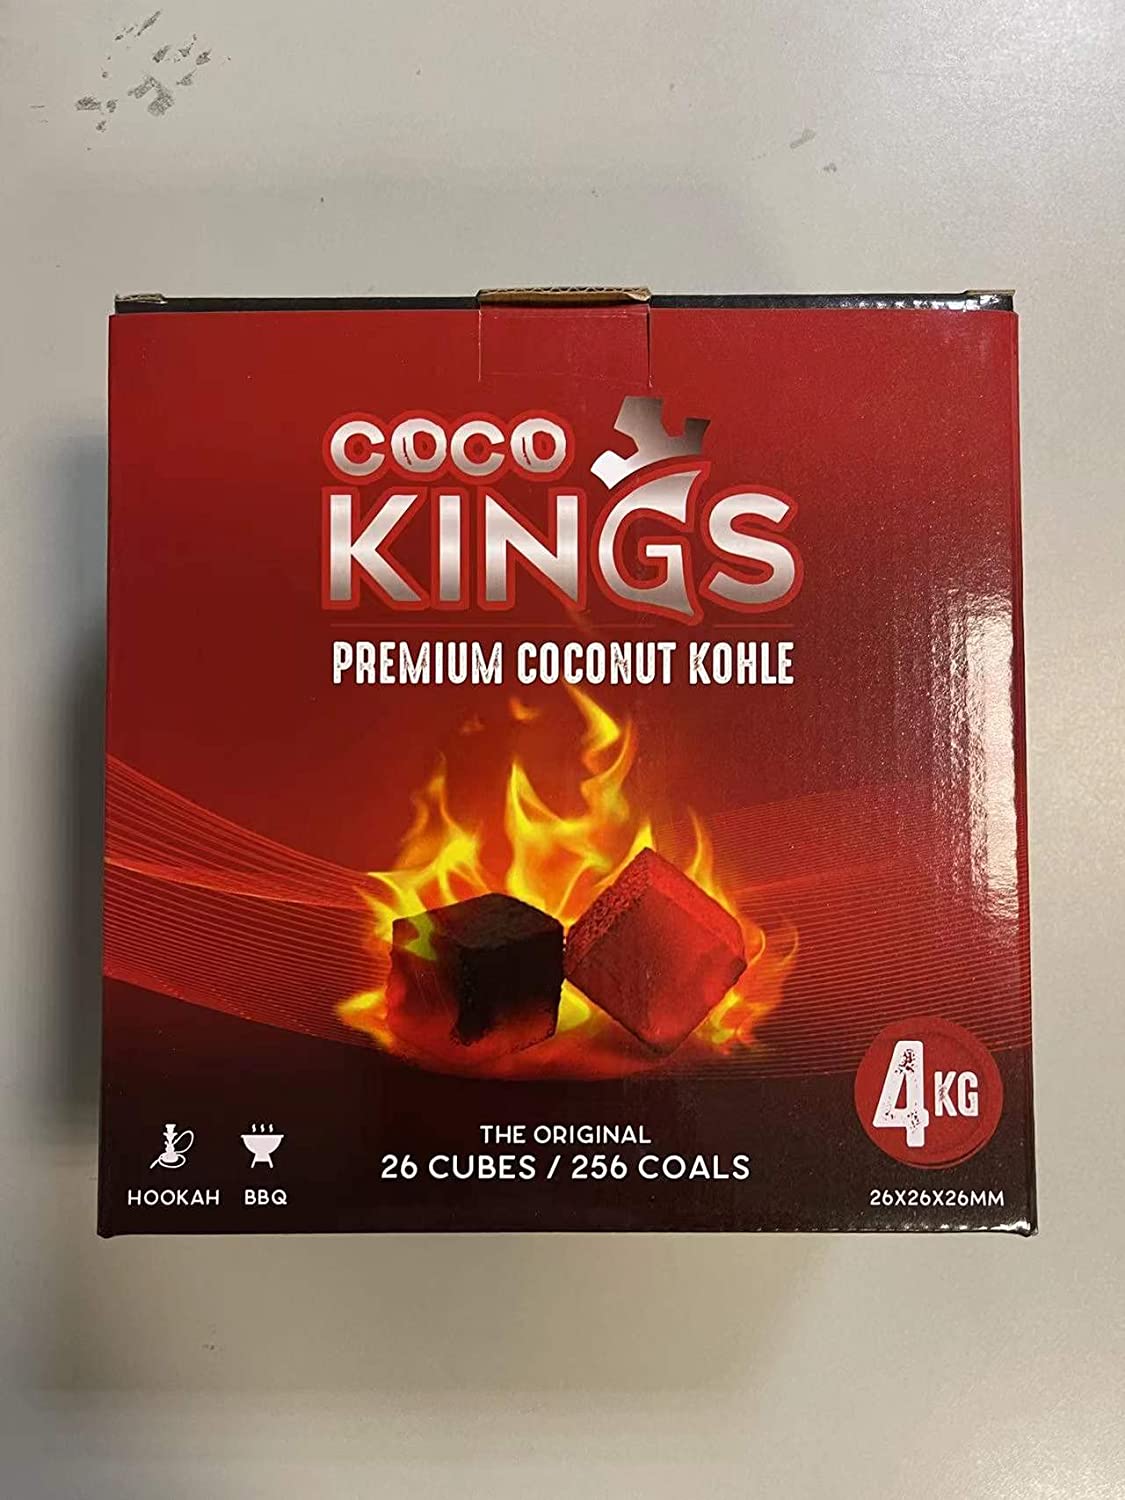 COCO
KINGS
PREMIUM COCONUT KOHLE
4KG
THE ORIGINAL
26 CUBES / 256 COALS
HOOKAH BBQ
26X26X26MM